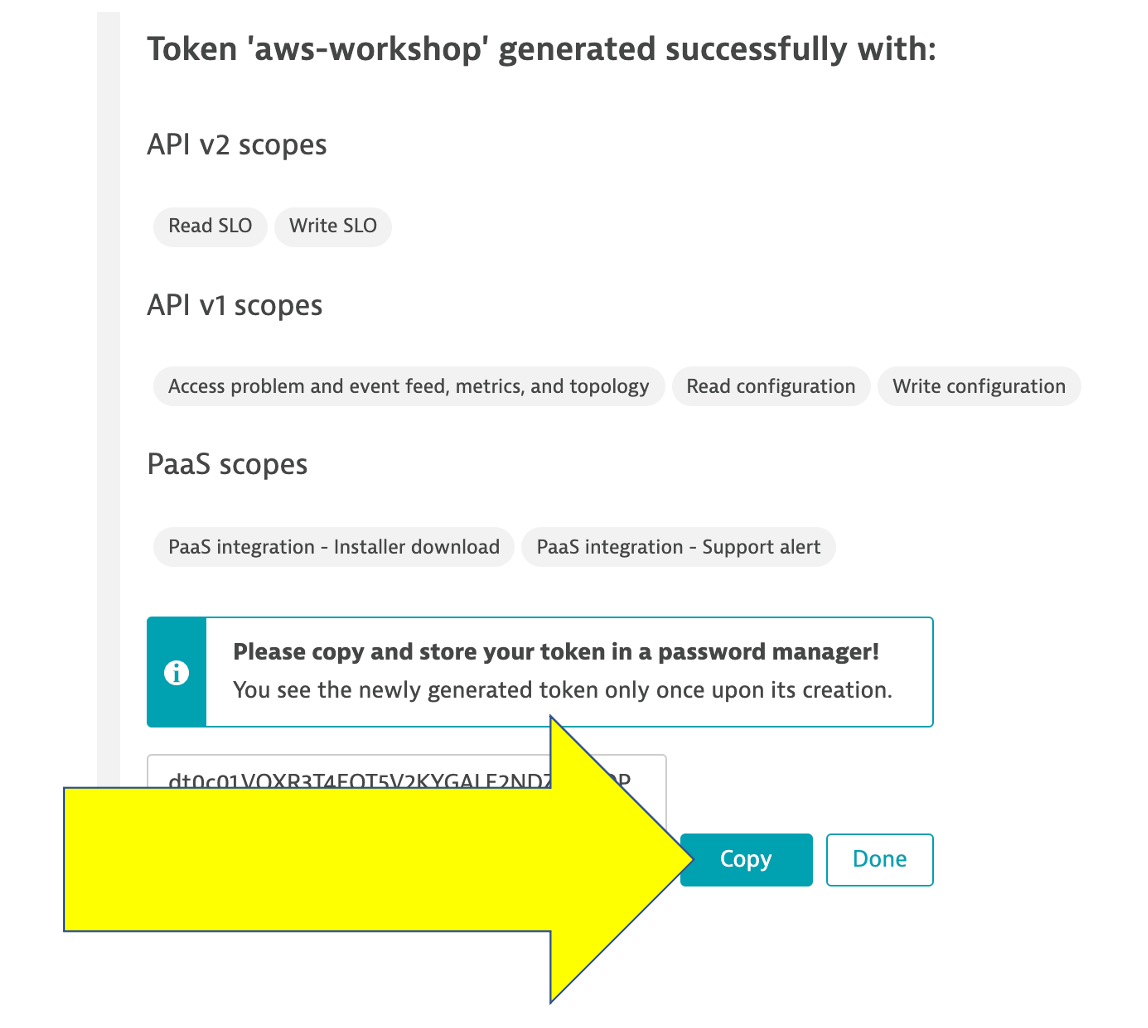 Token 'aws-workshop' generated successfully with:
API v2 scopes
Read SLO Write SLO
API v1 scopes
Access problem and event feed, metrics, and topology Read configuration Write configuration
PaaS scopes
PaaS integration - Installer download PaaS integration - Support alert
Please copy and store your token in a password manager!
You see the newly generated token only once upon its creation.
Copy Done